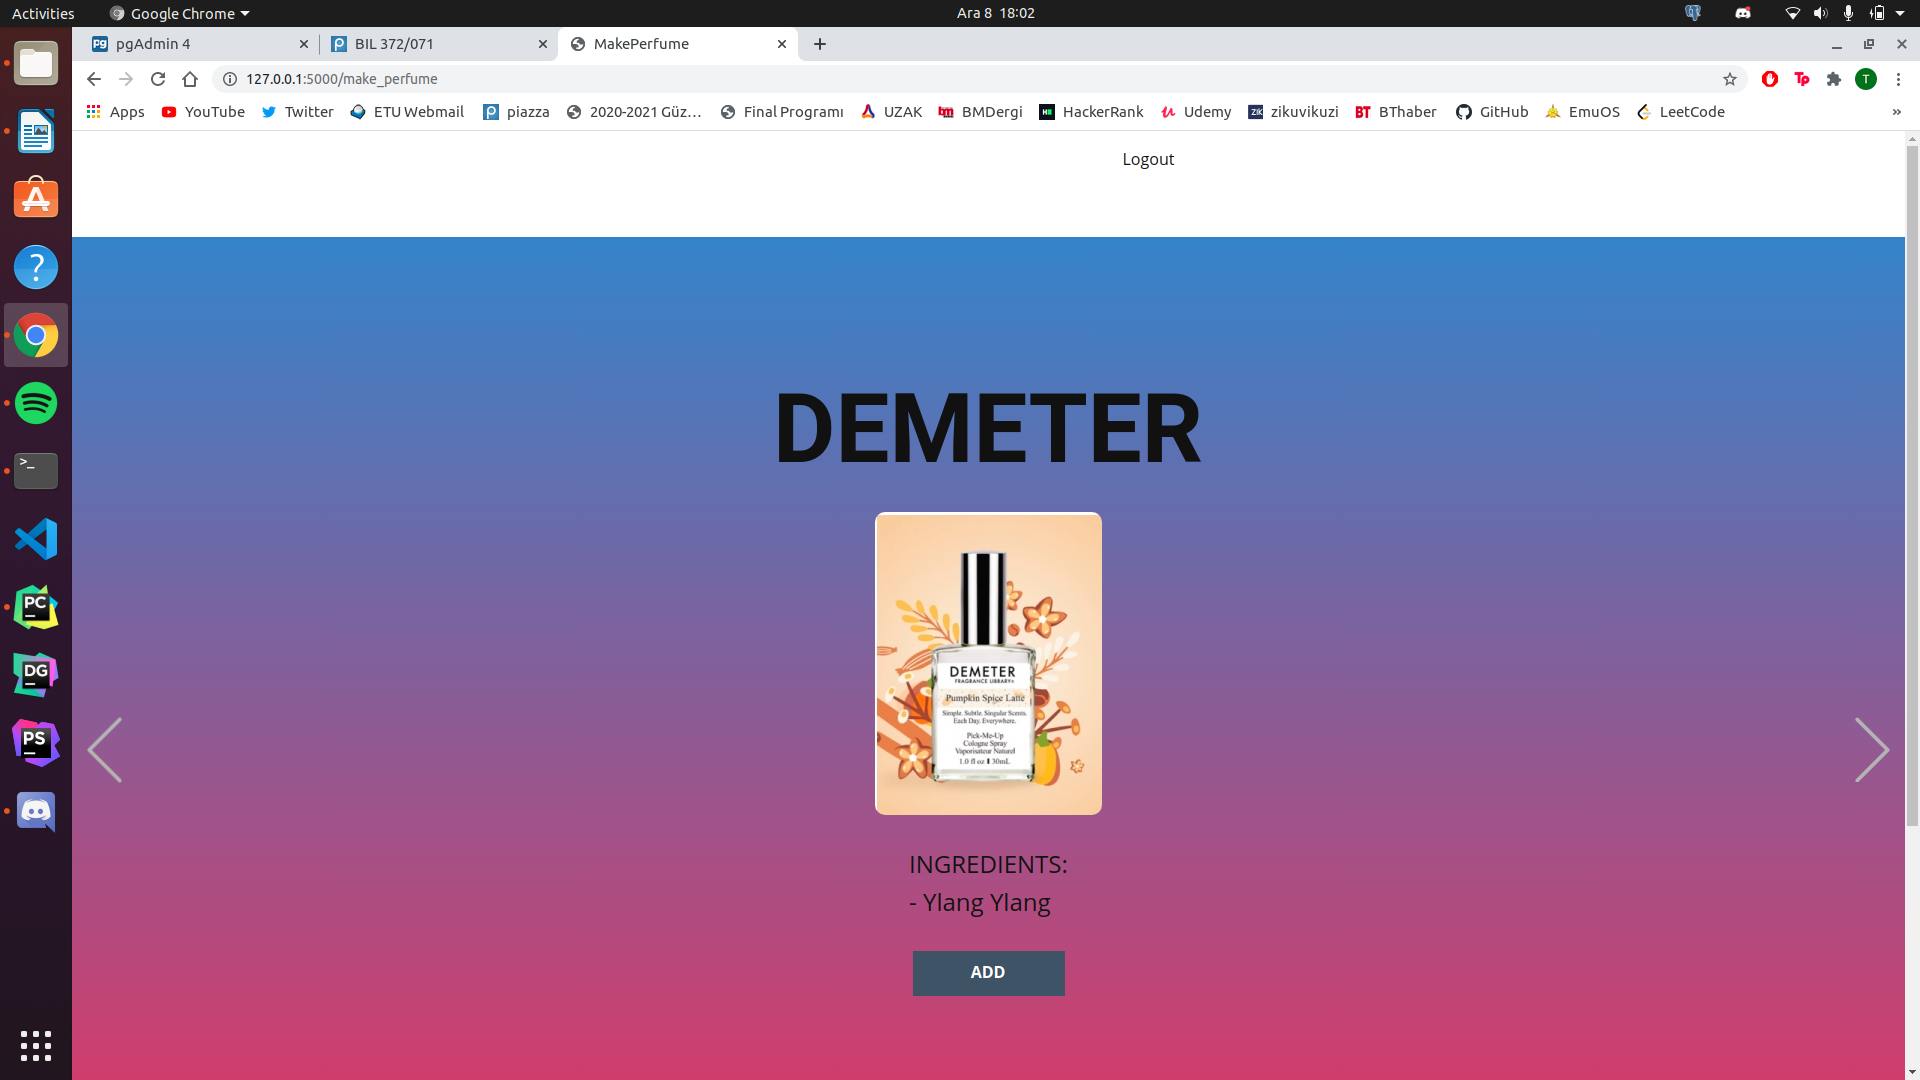 Activities
Google Chrome
Ara 8 18:02
pgAdmin 4
BIL 372/071
MakePerfume
127.0.0.1:5000/make_perfume
T
Apps
YouTube
Twitter
ETU Webmail
piazza
2020-2021 Güz…
Final Programı
UZAK
BMDergi
HackerRank
Udemy
zikuvikuzi
BThaber
GitHub
EmuOS
LeetCode
»
Logout
DEMETER
DEMETER
FRAGRANCE LIBRARY®
Pumpkin Spice Latte
Simple. Subtle. Singular Scents.
Each Day. Everywhere.
Pick-Me-Up
Cologne Spray
Vaporisateur Naturel
1.0 fl oz 30mL
INGREDIENTS:
- Ylang Ylang
ADD
PC
DG
PS